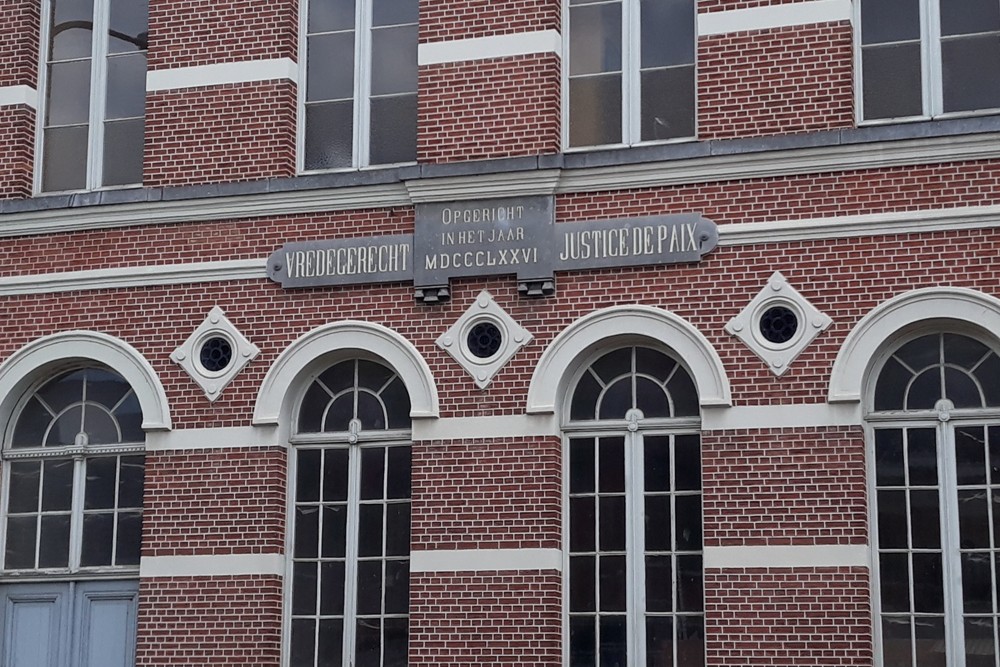 OPGERICHT
IN HET JAAR
MDCCCLXXVI
VREDEGERECHT
JUSTICE DE PAIX